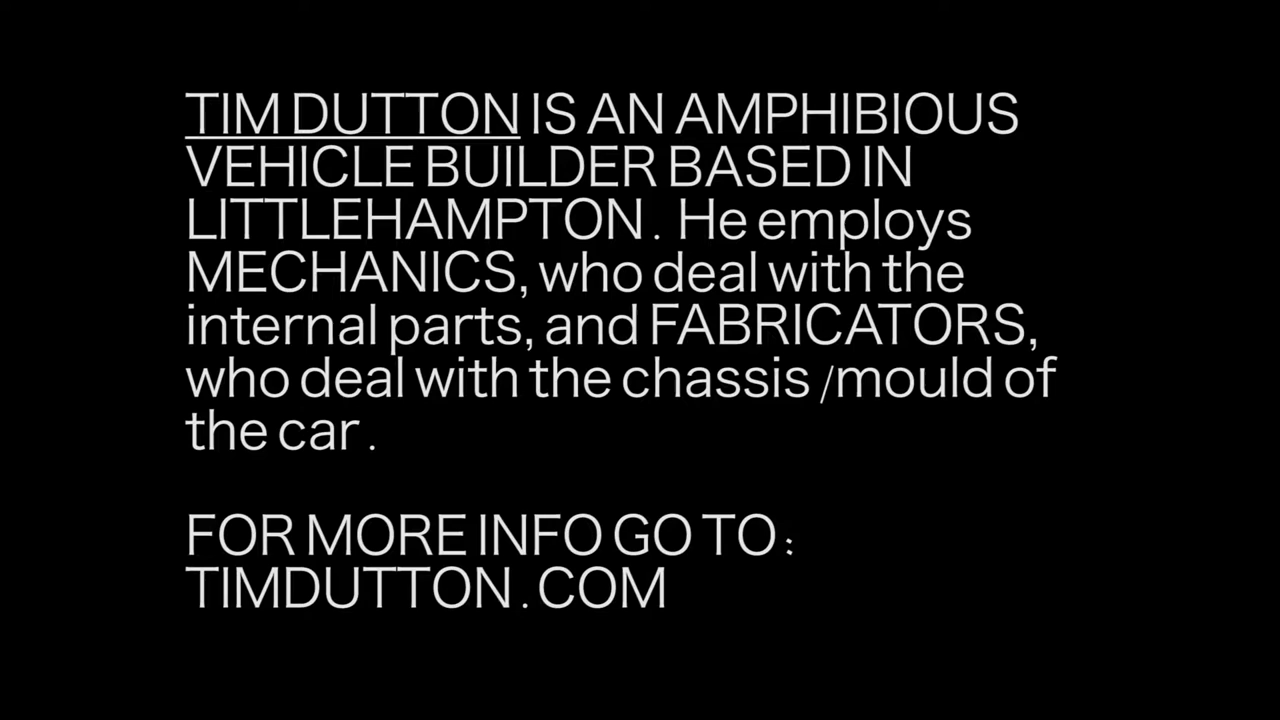 TIM DUTTON IS AN AMPHIBIOUS
VEHICLE BUILDER BASED IN
LITTLEHAMPTON. He employs
MECHANICS, who deal with the
internal parts, and FABRICATORS,
who deal with the chassis /mould of
the car.
FOR MORE INFO GO TO:
TIMDUTTON.COM